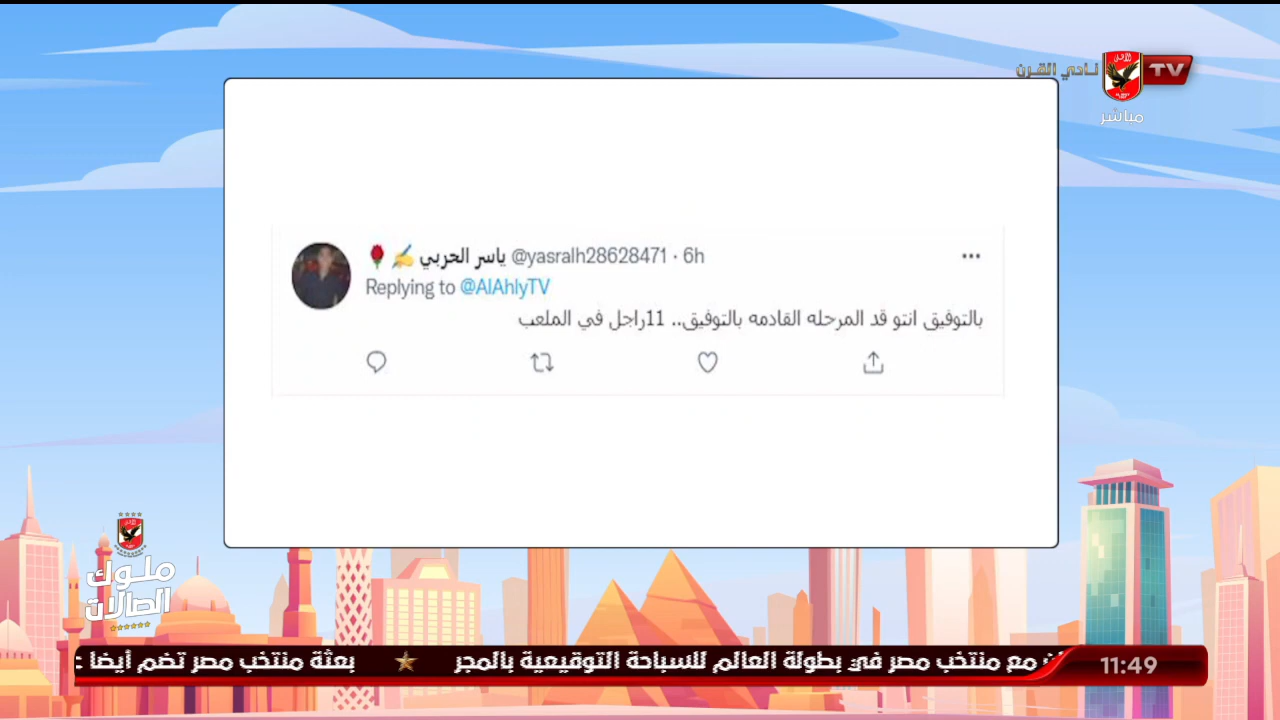 نادي القرن
TV
مباشر
ياسر الحربي @yasralh28628471 · 6h
Replying to @AlAhlyTV
بالتوفيق انتو قد المرحله القادمه بالتوفيق.. 11راجل في الملعب
ملوك
الصالات
مع منتخب مصر في بطولة العالم للسباحة التوقيعية بالمجر ★ بعثة منتخب مصر تضم أيضا
11:49